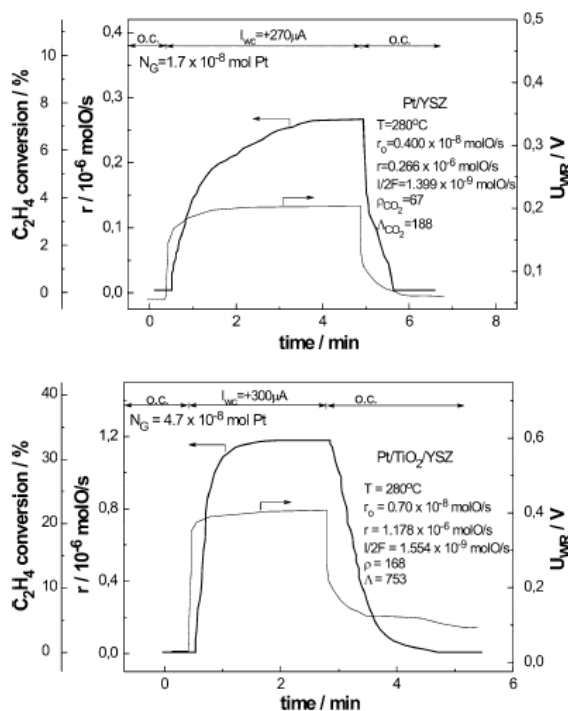 o.c.
I_WC=+270μA
o.c.
N_G=1.7 x 10^-8 mol Pt
Pt/YSZ
T=280°C
r_o=0.400 x 10^-8 molO/s
r=0.266 x 10^-6 molO/s
I/2F=1.399 x 10^-9 molO/s
ρ_CO2=67
Λ_CO2=188
C2H4 conversion / %
10
8
6
4
2
0
r / 10^-6 molO/s
0,4
0,3
0,2
0,1
0,0
U_WR / V
0,5
0,4
0,3
0,2
0,1
0 2 4 6 8
time / min
o.c.
I_WC=+300μA
o.c.
N_G = 4.7 x 10^-8 mol Pt
Pt/TiO2/YSZ
T = 280°C
r_o = 0.70 x 10^-8 molO/s
r = 1.178 x 10^-6 molO/s
I/2F = 1.554 x 10^-9 molO/s
ρ = 168
Λ = 753
C2H4 conversion / %
40
30
20
10
0
r / 10^-6 molO/s
1,2
0,8
0,4
0,0
U_WR / V
0,6
0,4
0,2
0,0
0 2 4 6
time / min